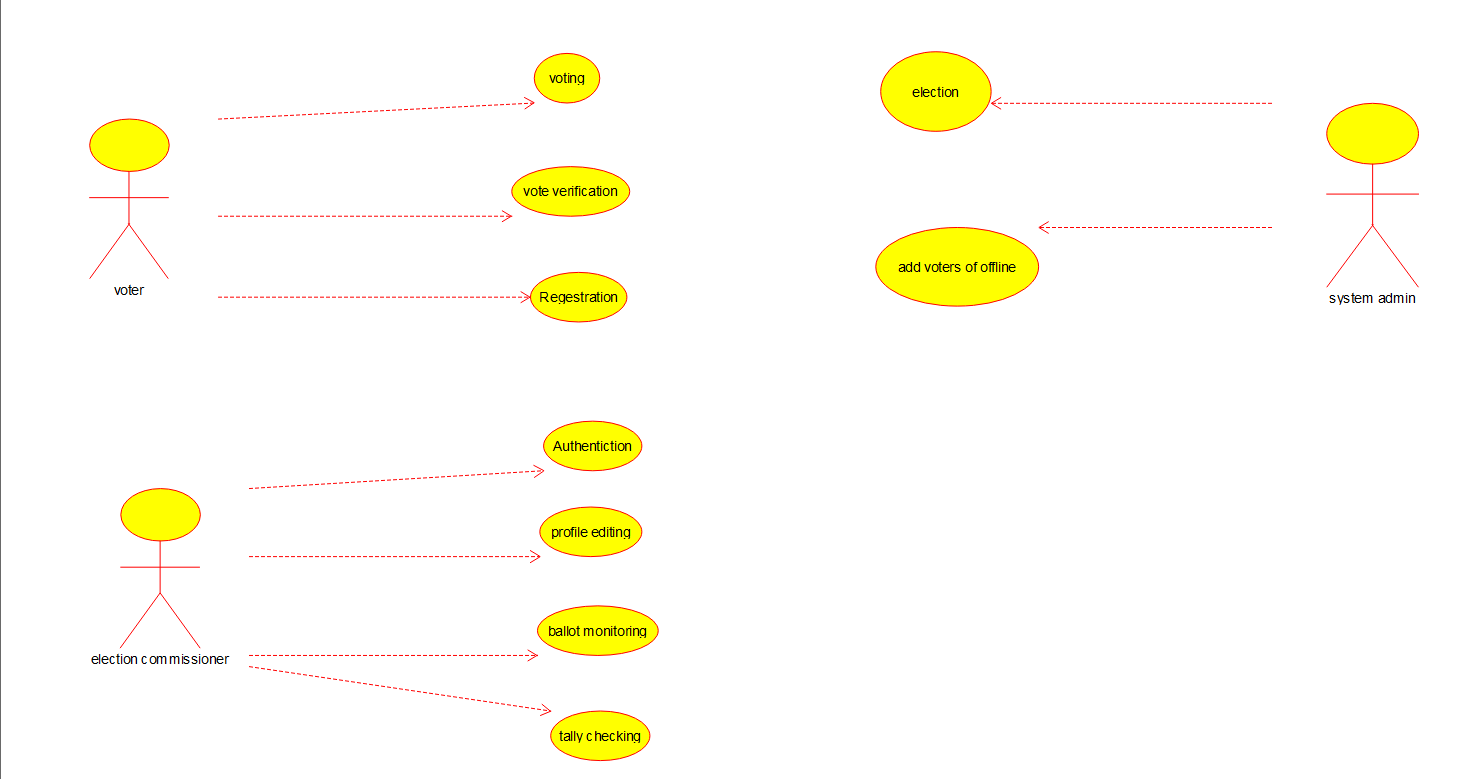 voting
election
vote verification
add voters of offline
voter
Regestration
system admin
Authentiction
profile editing
ballot monitoring
election commissioner
tally checking